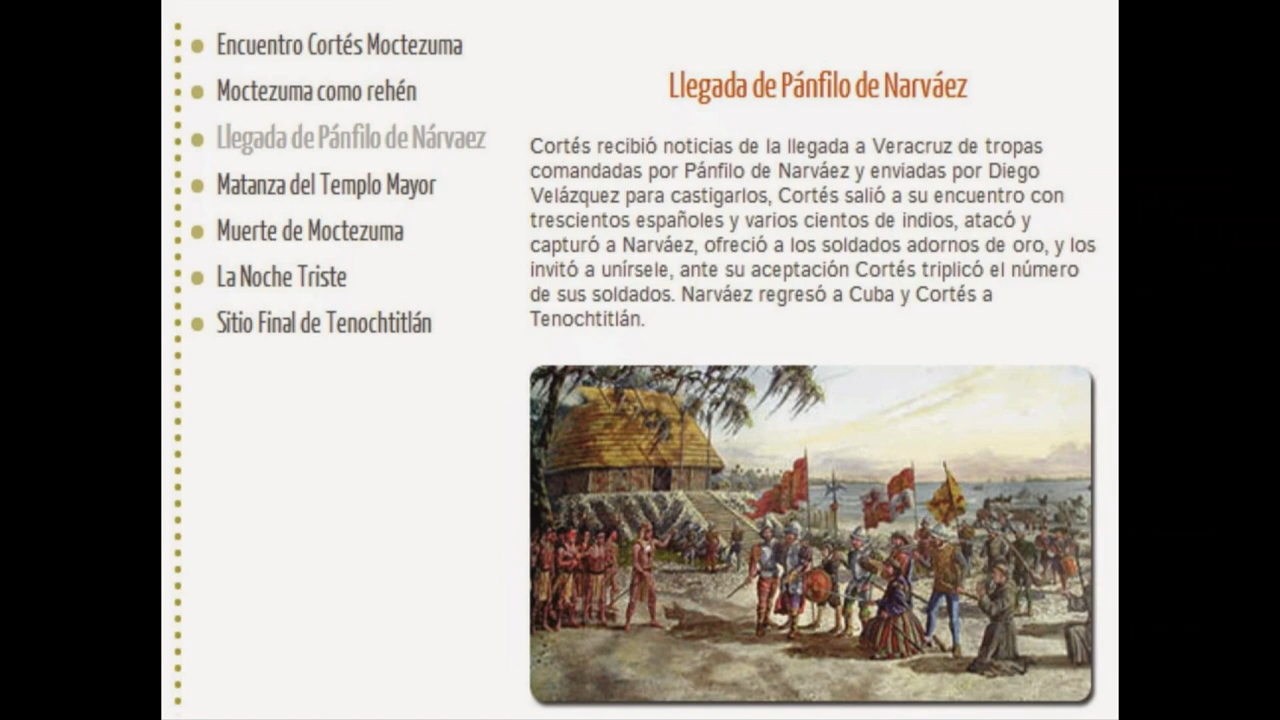 Encuentro Cortés Moctezuma
Moctezuma como rehén
Llegada de Pánfilo de Nárvaez
Matanza del Templo Mayor
Muerte de Moctezuma
La Noche Triste
Sitio Final de Tenochtitlán
Llegada de Pánfilo de Narváez
Cortés recibió noticias de la llegada a Veracruz de tropas
comandadas por Pánfilo de Narváez y enviadas por Diego
Velázquez para castigarlos, Cortés salió a su encuentro con
trescientos españoles y varios cientos de indios, atacó y
capturó a Narváez, ofreció a los soldados adornos de oro, y los
invitó a unírsele, ante su aceptación Cortés triplicó el número
de sus soldados. Narváez regresó a Cuba y Cortés a
Tenochtitlán.